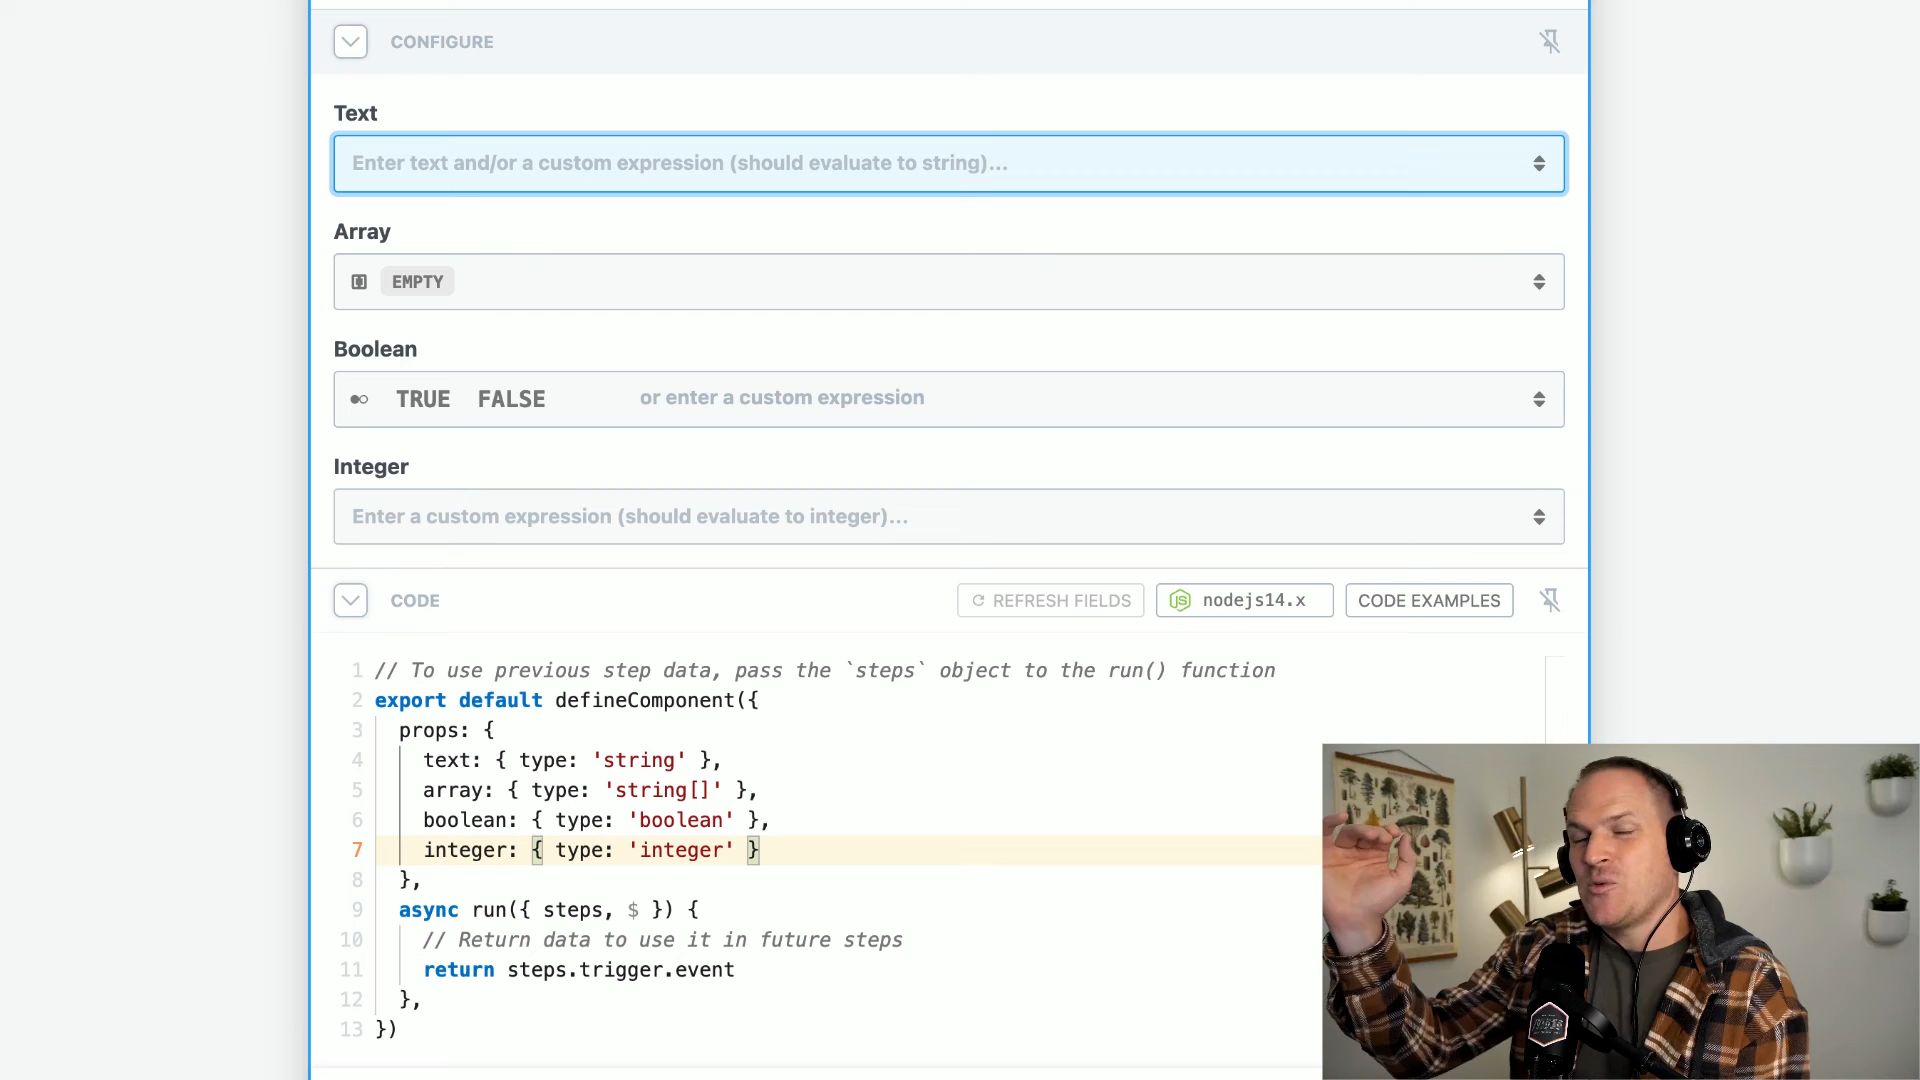 CONFIGURE
Text
Enter text and/or a custom expression (should evaluate to string)...
Array
EMPTY
Boolean
TRUE FALSE or enter a custom expression
Integer
Enter a custom expression (should evaluate to integer)...
CODE REFRESH FIELDS JS nodejs14.x CODE EXAMPLES
1 // To use previous step data, pass the `steps` object to the run() function
2 export default defineComponent({
3 props: {
4 text: { type: 'string' },
5 array: { type: 'string[]' },
6 boolean: { type: 'boolean' },
7 integer: { type: 'integer' }
8 },
9 async run({ steps, $ }) {
10 // Return data to use it in future steps
11 return steps.trigger.event
12 },
13 })